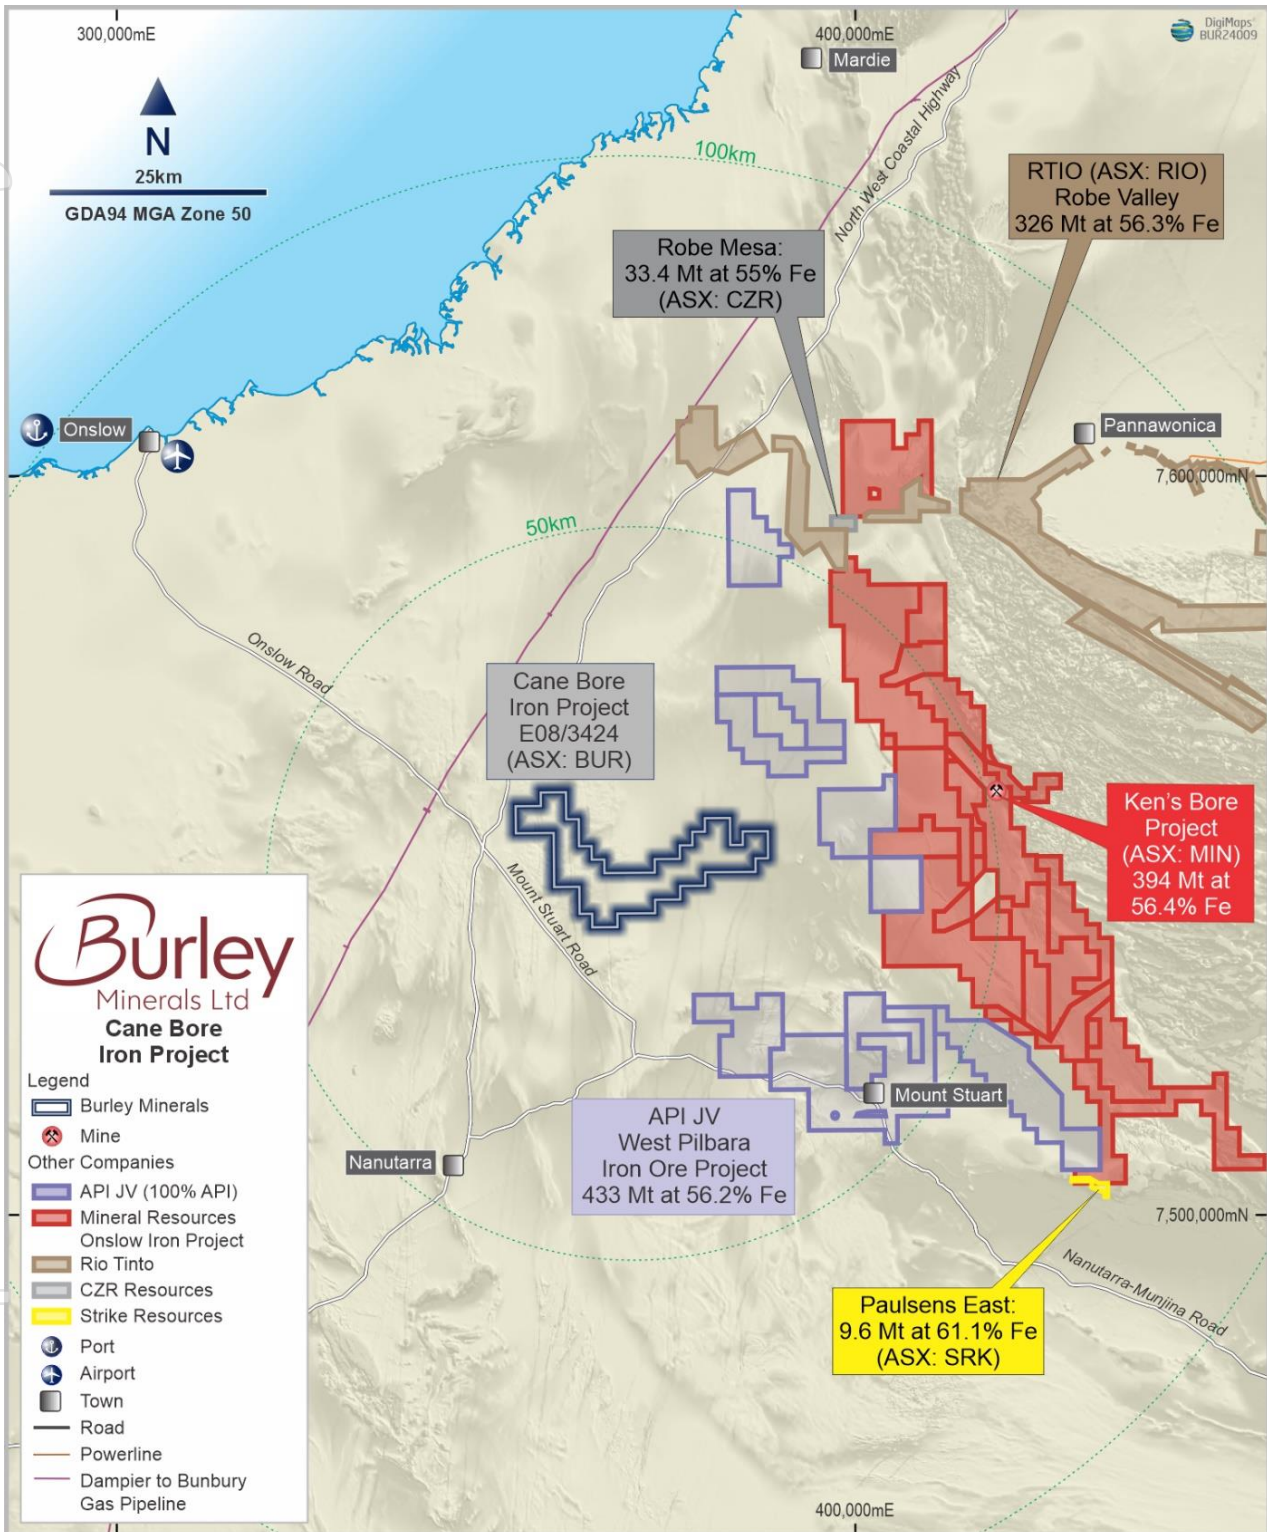 300,000mE
400,000mE
DigiMaps
BUR24009
Mardie
N
25km
GDA94 MGA Zone 50
100km
North West Coastal Highway
RTIO (ASX: RIO)
Robe Valley
326 Mt at 56.3% Fe
Robe Mesa:
33.4 Mt at 55% Fe
(ASX: CZR)
Onslow
Pannawonica
7,600,000mN
50km
Onslow Road
Cane Bore
Iron Project
E08/3424
(ASX: BUR)
Ken's Bore
Project
(ASX: MIN)
394 Mt at
56.4% Fe
Mount Stuart Road
Burley
Minerals Ltd
Cane Bore
Iron Project
Legend
Burley Minerals
Mine
Other Companies
API JV (100% API)
Mineral Resources
Onslow Iron Project
Rio Tinto
CZR Resources
Strike Resources
Port
Airport
Town
Road
Powerline
Dampier to Bunbury
Gas Pipeline
Mount Stuart
API JV
West Pilbara
Iron Ore Project
433 Mt at 56.2% Fe
Nanutarra
7,500,000mN
Nanutarra-Munjina Road
Paulsens East:
9.6 Mt at 61.1% Fe
(ASX: SRK)
400,000mE